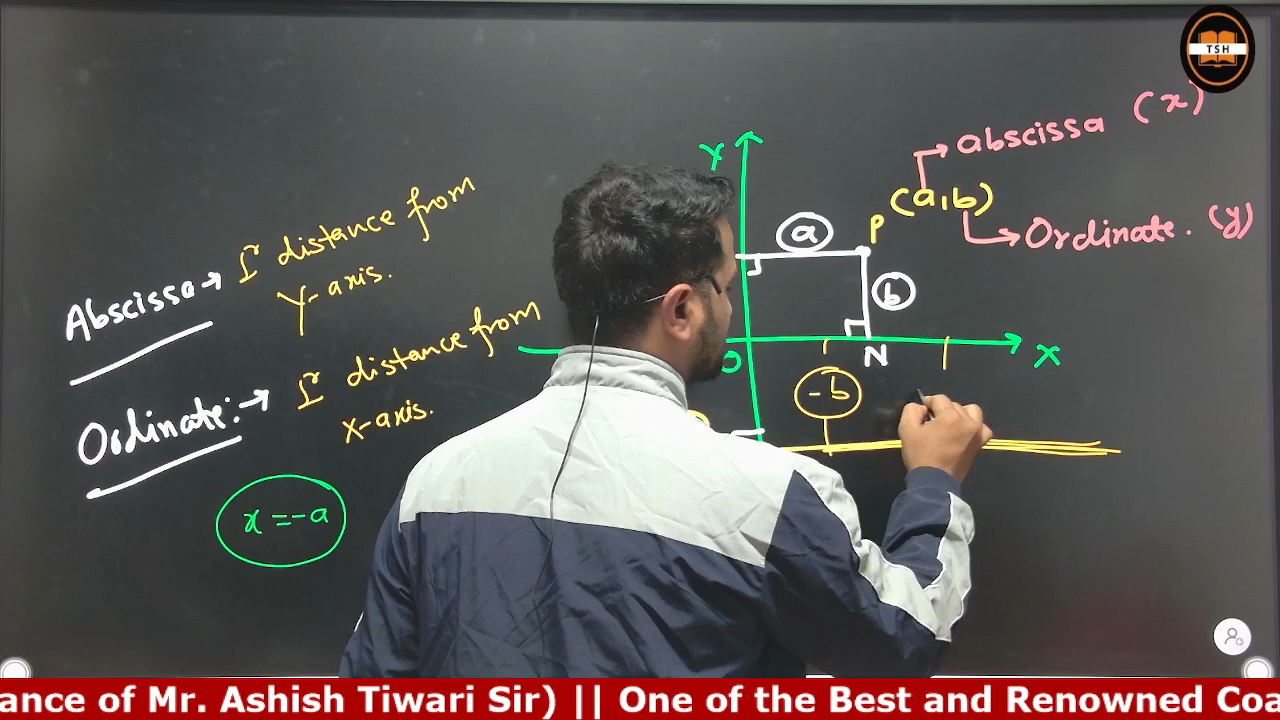 TSH
abscissa (x)
Y
P (a,b)
a
Ordinate. (y)
b
Abscissa → ⊥r distance from
Y-axis.
O
N
X
Ordinate:→ ⊥r distance from
X-axis.
-b
x = -a
ance of Mr. Ashish Tiwari Sir) || One of the Best and Renowned Coa